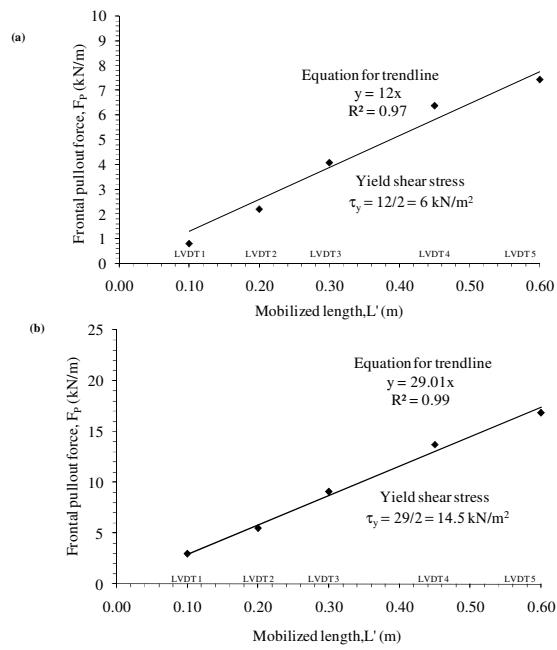 (a)
Frontal pullout force, F_P (kN/m)
10
9
8
7
6
5
4
3
2
1
0
Equation for trendline
y = 12x
R² = 0.97
Yield shear stress
τ_y = 12/2 = 6 kN/m²
LVDT1 LVDT2 LVDT3 LVDT4 LVDT5
0.00 0.10 0.20 0.30 0.40 0.50 0.60
Mobilized length,L' (m)
(b)
Frontal pullout force, F_P (kN/m)
25
20
15
10
5
0
Equation for trendline
y = 29.01x
R² = 0.99
Yield shear stress
τ_y = 29/2 = 14.5 kN/m²
LVDT1 LVDT2 LVDT3 LVDT4 LVDT5
0.00 0.10 0.20 0.30 0.40 0.50 0.60
Mobilized length,L' (m)